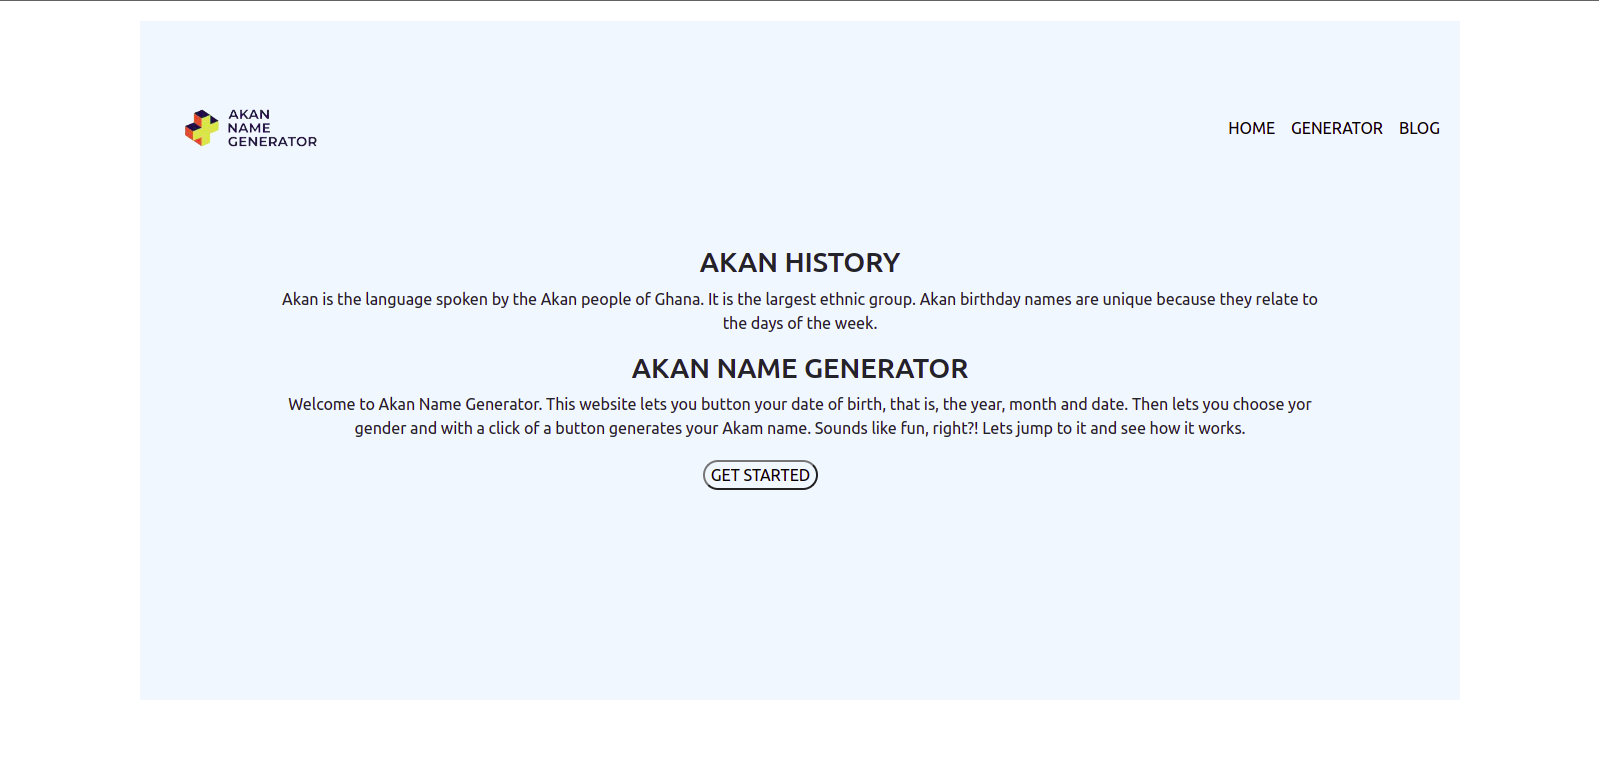 AKAN
NAME
GENERATOR
HOME GENERATOR BLOG
AKAN HISTORY
Akan is the language spoken by the Akan people of Ghana. It is the largest ethnic group. Akan birthday names are unique because they relate to
the days of the week.
AKAN NAME GENERATOR
Welcome to Akan Name Generator. This website lets you button your date of birth, that is, the year, month and date. Then lets you choose yor
gender and with a click of a button generates your Akam name. Sounds like fun, right?! Lets jump to it and see how it works.
GET STARTED